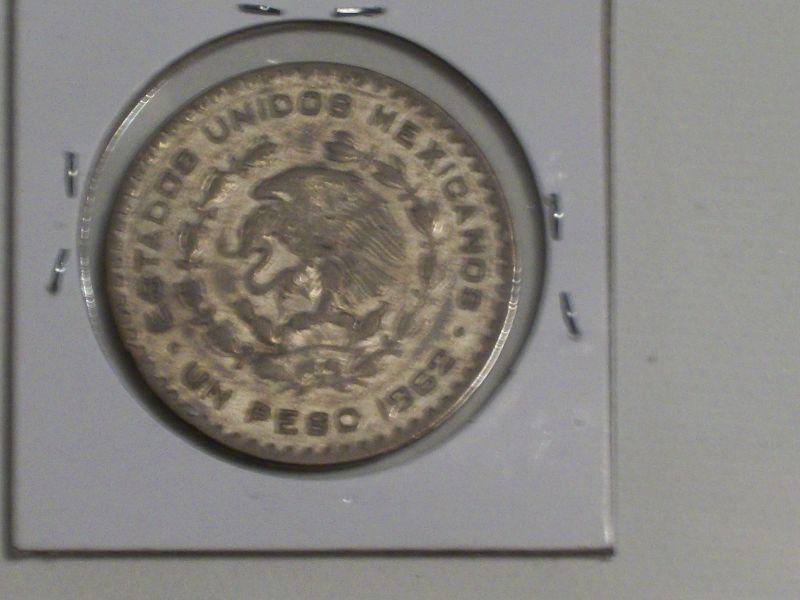 ESTADOS UNIDOS MEXICANOS
· UN PESO 1962 ·